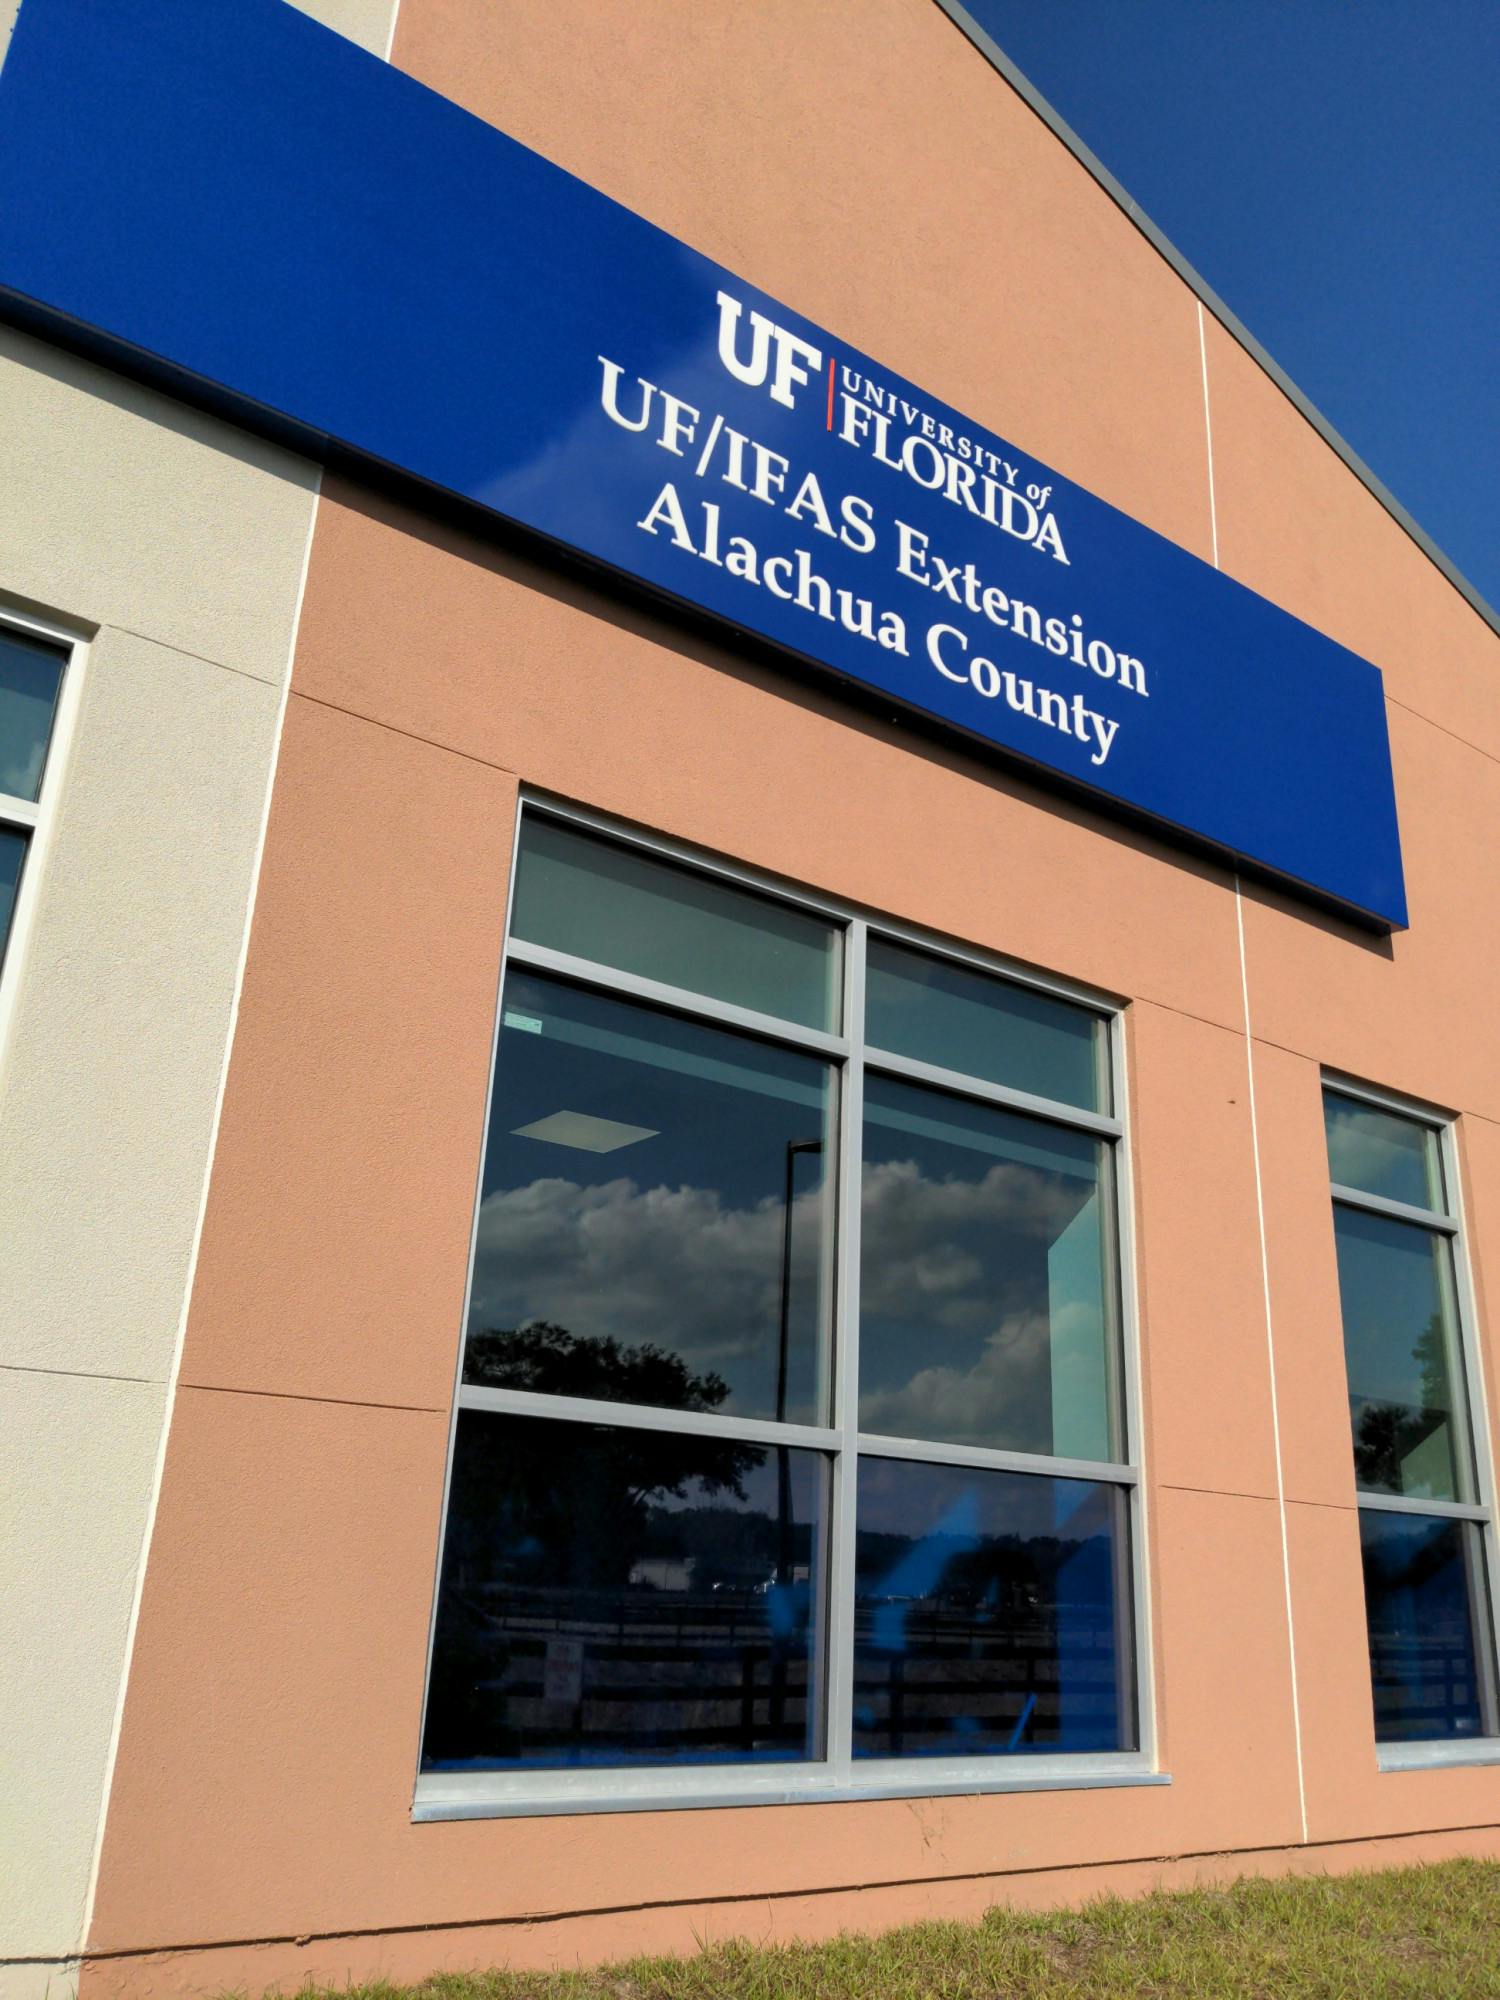 UF UNIVERSITY of
FLORIDA
UF/IFAS Extension
Alachua County